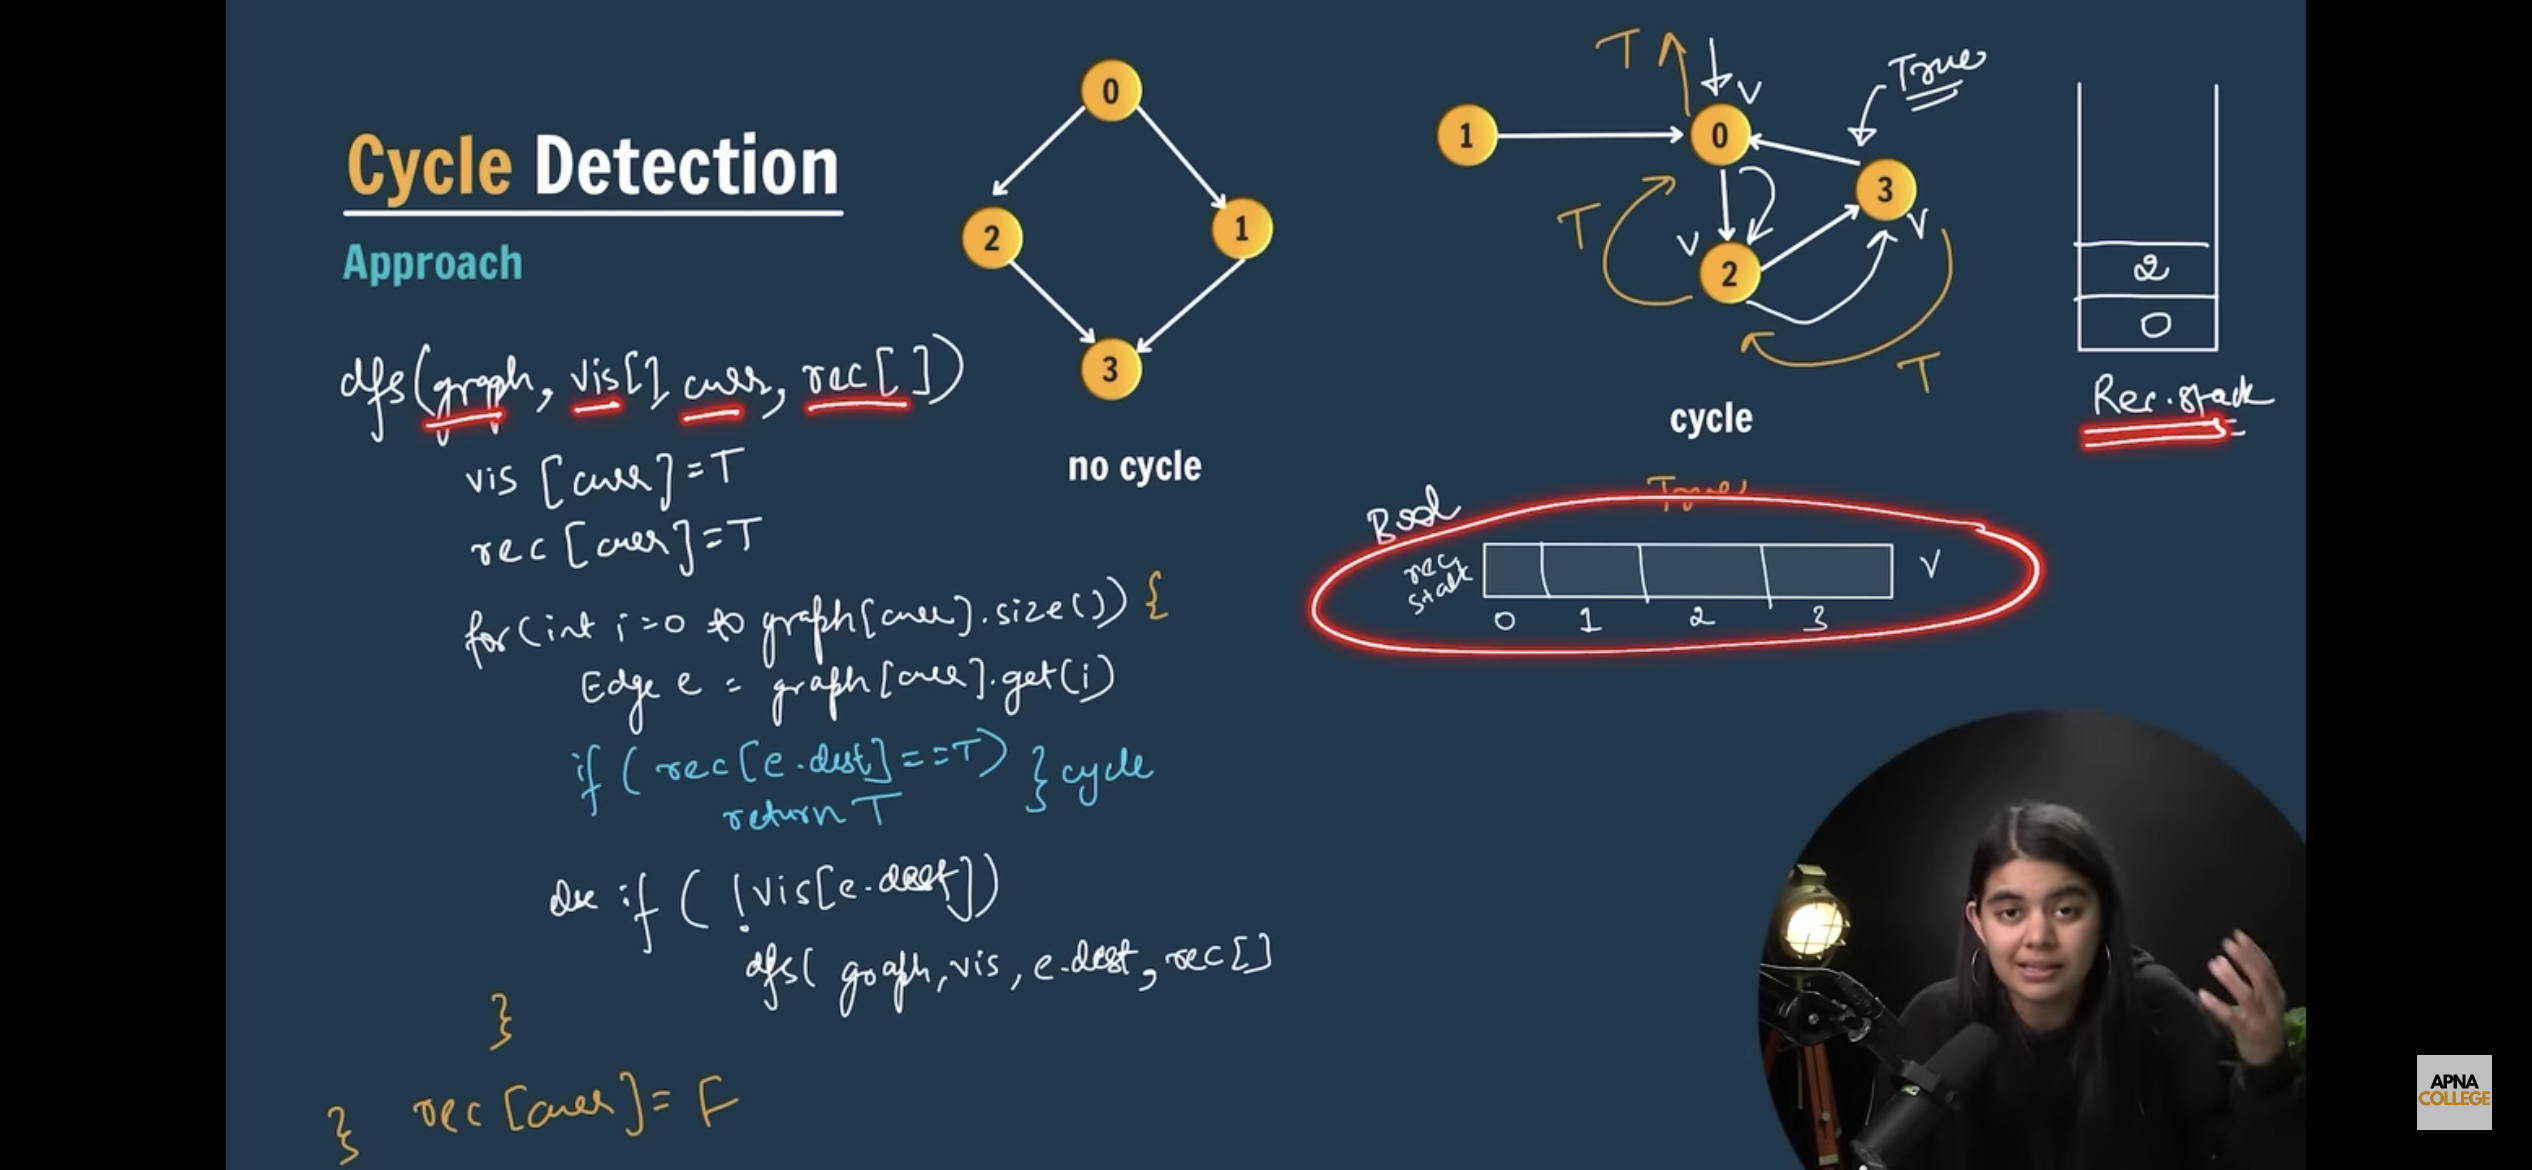 Cycle Detection
Approach
dfs(graph, vis[] curr, rec[])
vis [curr] = T
rec [curr] = T
for(int i=0 to graph[curr].size()) {
Edge e = graph[curr].get(i)
if (rec[e.dest] == T) } cycle
return T
else if ( !vis[e.dest])
dfs( graph, vis, e.dest, rec[]
}
} rec [curr] = F
0
2
1
3
no cycle
T
V
True
1
0
3
V
T
V
2
T
cycle
2
0
Rec. stack
Bool
rec
stack
V
0 1 2 3
APNA
COLLEGE